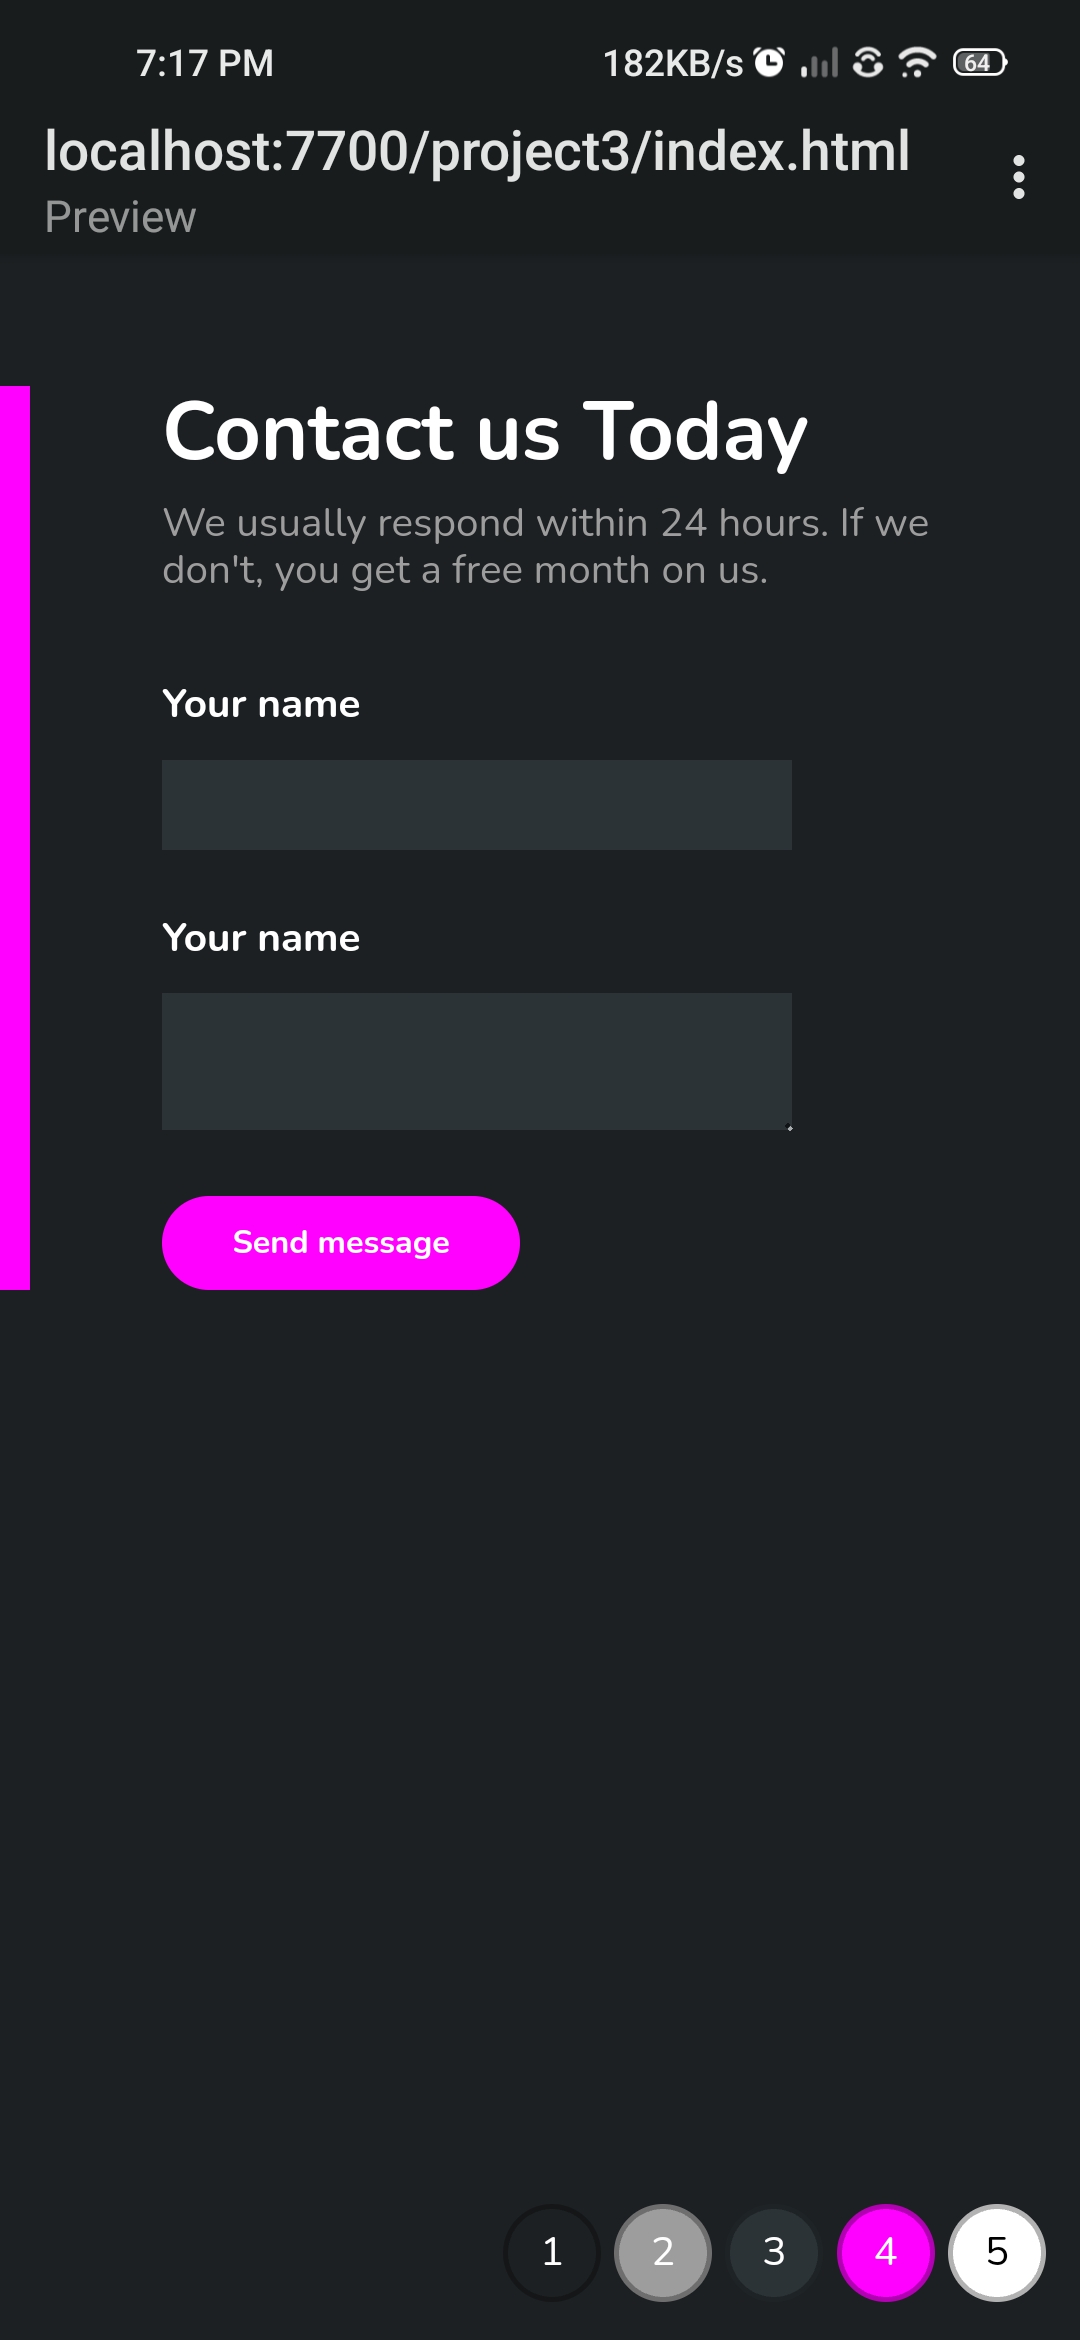 7:17 PM 182KB/s 64
localhost:7700/project3/index.html
Preview
Contact us Today
We usually respond within 24 hours. If we
don't, you get a free month on us.
Your name
Your name
Send message
1 2 3 4 5